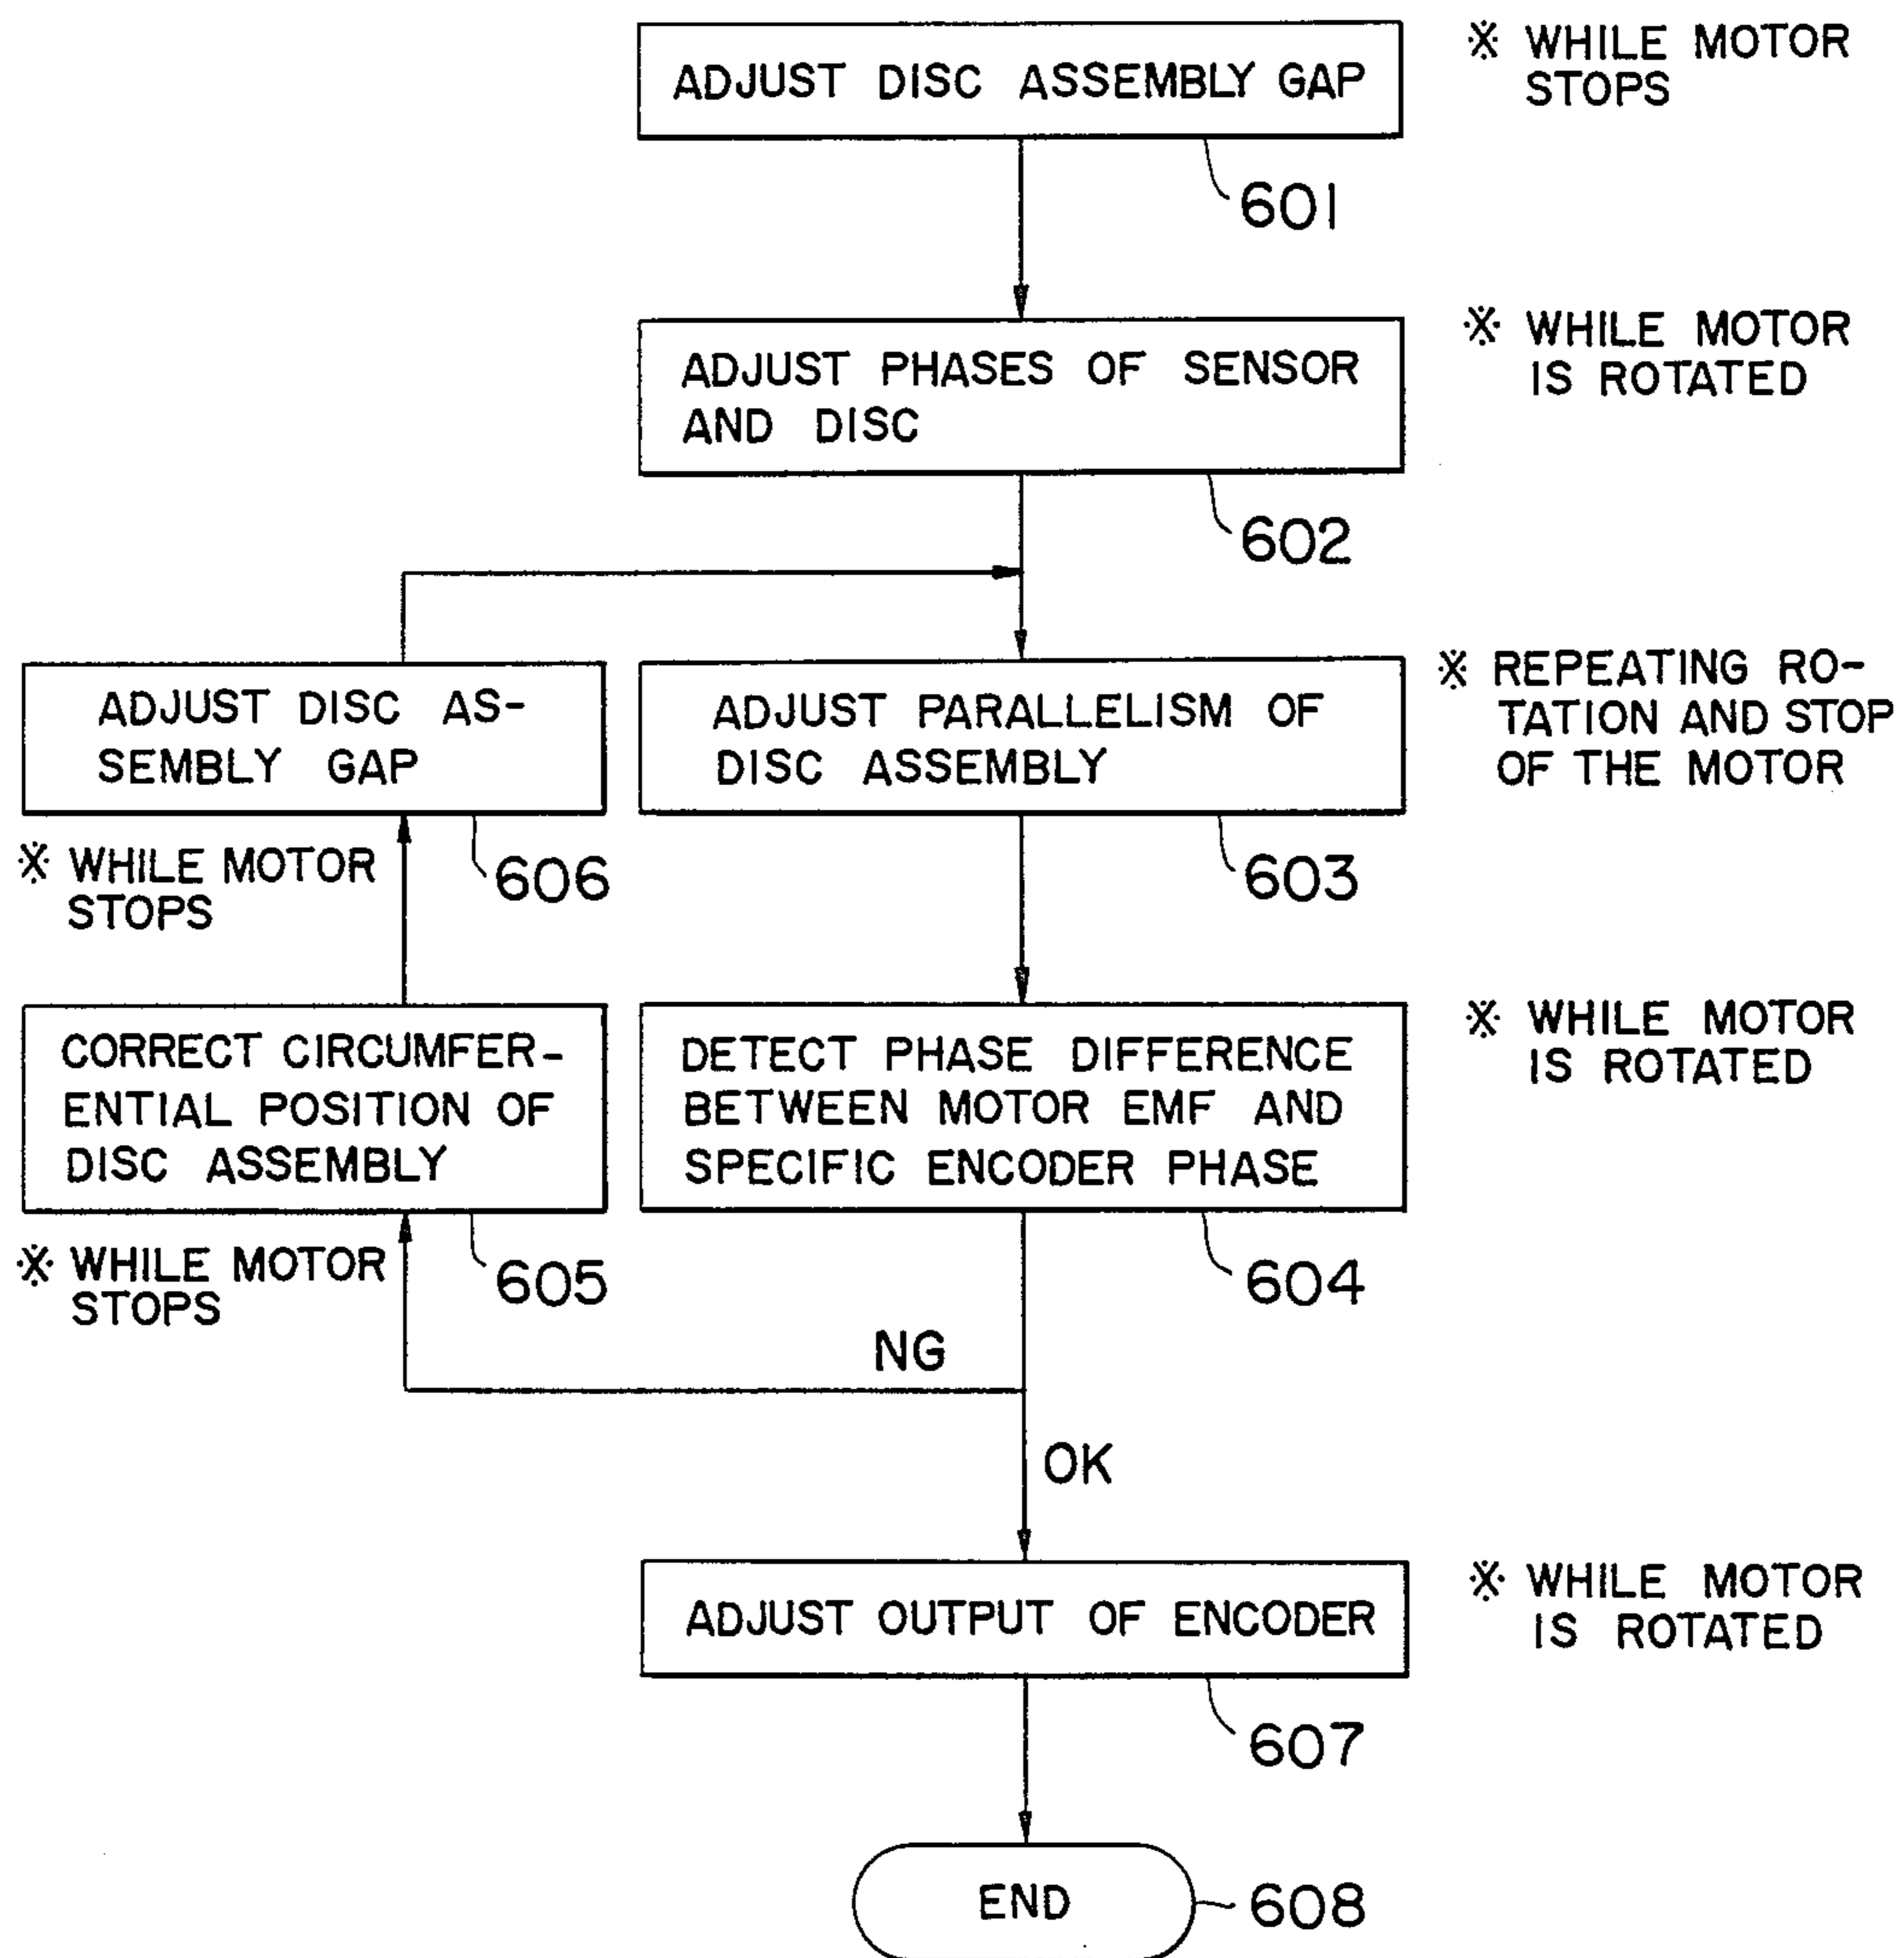 ADJUST DISC ASSEMBLY GAP
※ WHILE MOTOR
STOPS
601
ADJUST PHASES OF SENSOR
AND DISC
※ WHILE MOTOR
IS ROTATED
602
ADJUST DISC AS-
SEMBLY GAP
※ WHILE MOTOR
STOPS
606
ADJUST PARALLELISM OF
DISC ASSEMBLY
※ REPEATING RO-
TATION AND STOP
OF THE MOTOR
603
CORRECT CIRCUMFER-
ENTIAL POSITION OF
DISC ASSEMBLY
※ WHILE MOTOR
STOPS
605
DETECT PHASE DIFFERENCE
BETWEEN MOTOR EMF AND
SPECIFIC ENCODER PHASE
※ WHILE MOTOR
IS ROTATED
604
NG
OK
ADJUST OUTPUT OF ENCODER
※ WHILE MOTOR
IS ROTATED
607
END
608